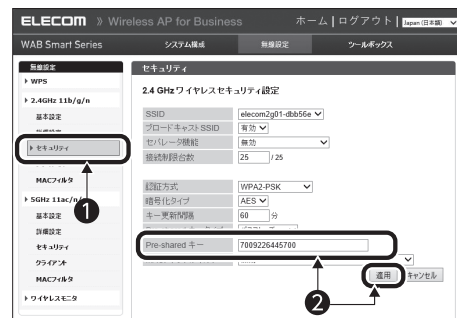 ELECOM » Wireless AP for Business
ホーム | ログアウト | Japan (日本語)
WAB Smart Series
システム構成 無線設定 ツールボックス
無線設定
WPS
2.4GHz 11b/g/n
基本設定
セキュリティ
MACフィルタ
5GHz 11ac/n/a
基本設定
詳細設定
セキュリティ
クライアント
MACフィルタ
ワイヤレスモニタ
1
セキュリティ
2.4 GHzワイヤレスセキュリティ設定
SSID elecom2g01-dbb56e
ブロードキャストSSID 有効
セパレータ機能 無効
接続制限台数 25 / 25
認証方式 WPA2-PSK
暗号化タイプ AES
キー更新間隔 60 分
Pre-shared キー 7009226445700
適用 キャンセル
2